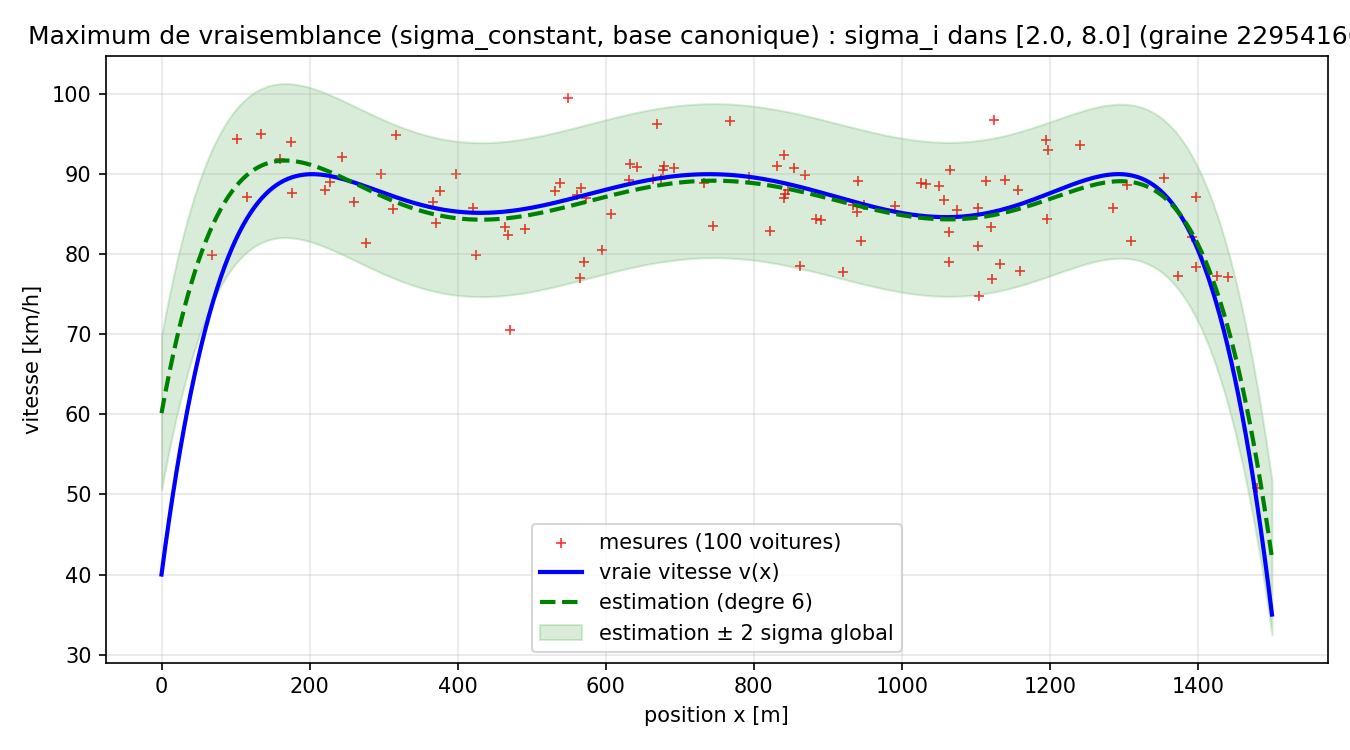 Maximum de vraisemblance (sigma_constant, base canonique) : sigma_i dans [2.0, 8.0] (graine 2295416
100
90
80
70
60
50
40
30
vitesse [km/h]
mesures (100 voitures)
vraie vitesse v(x)
estimation (degre 6)
estimation ± 2 sigma global
0
200
400
600
800
1000
1200
1400
position x [m]